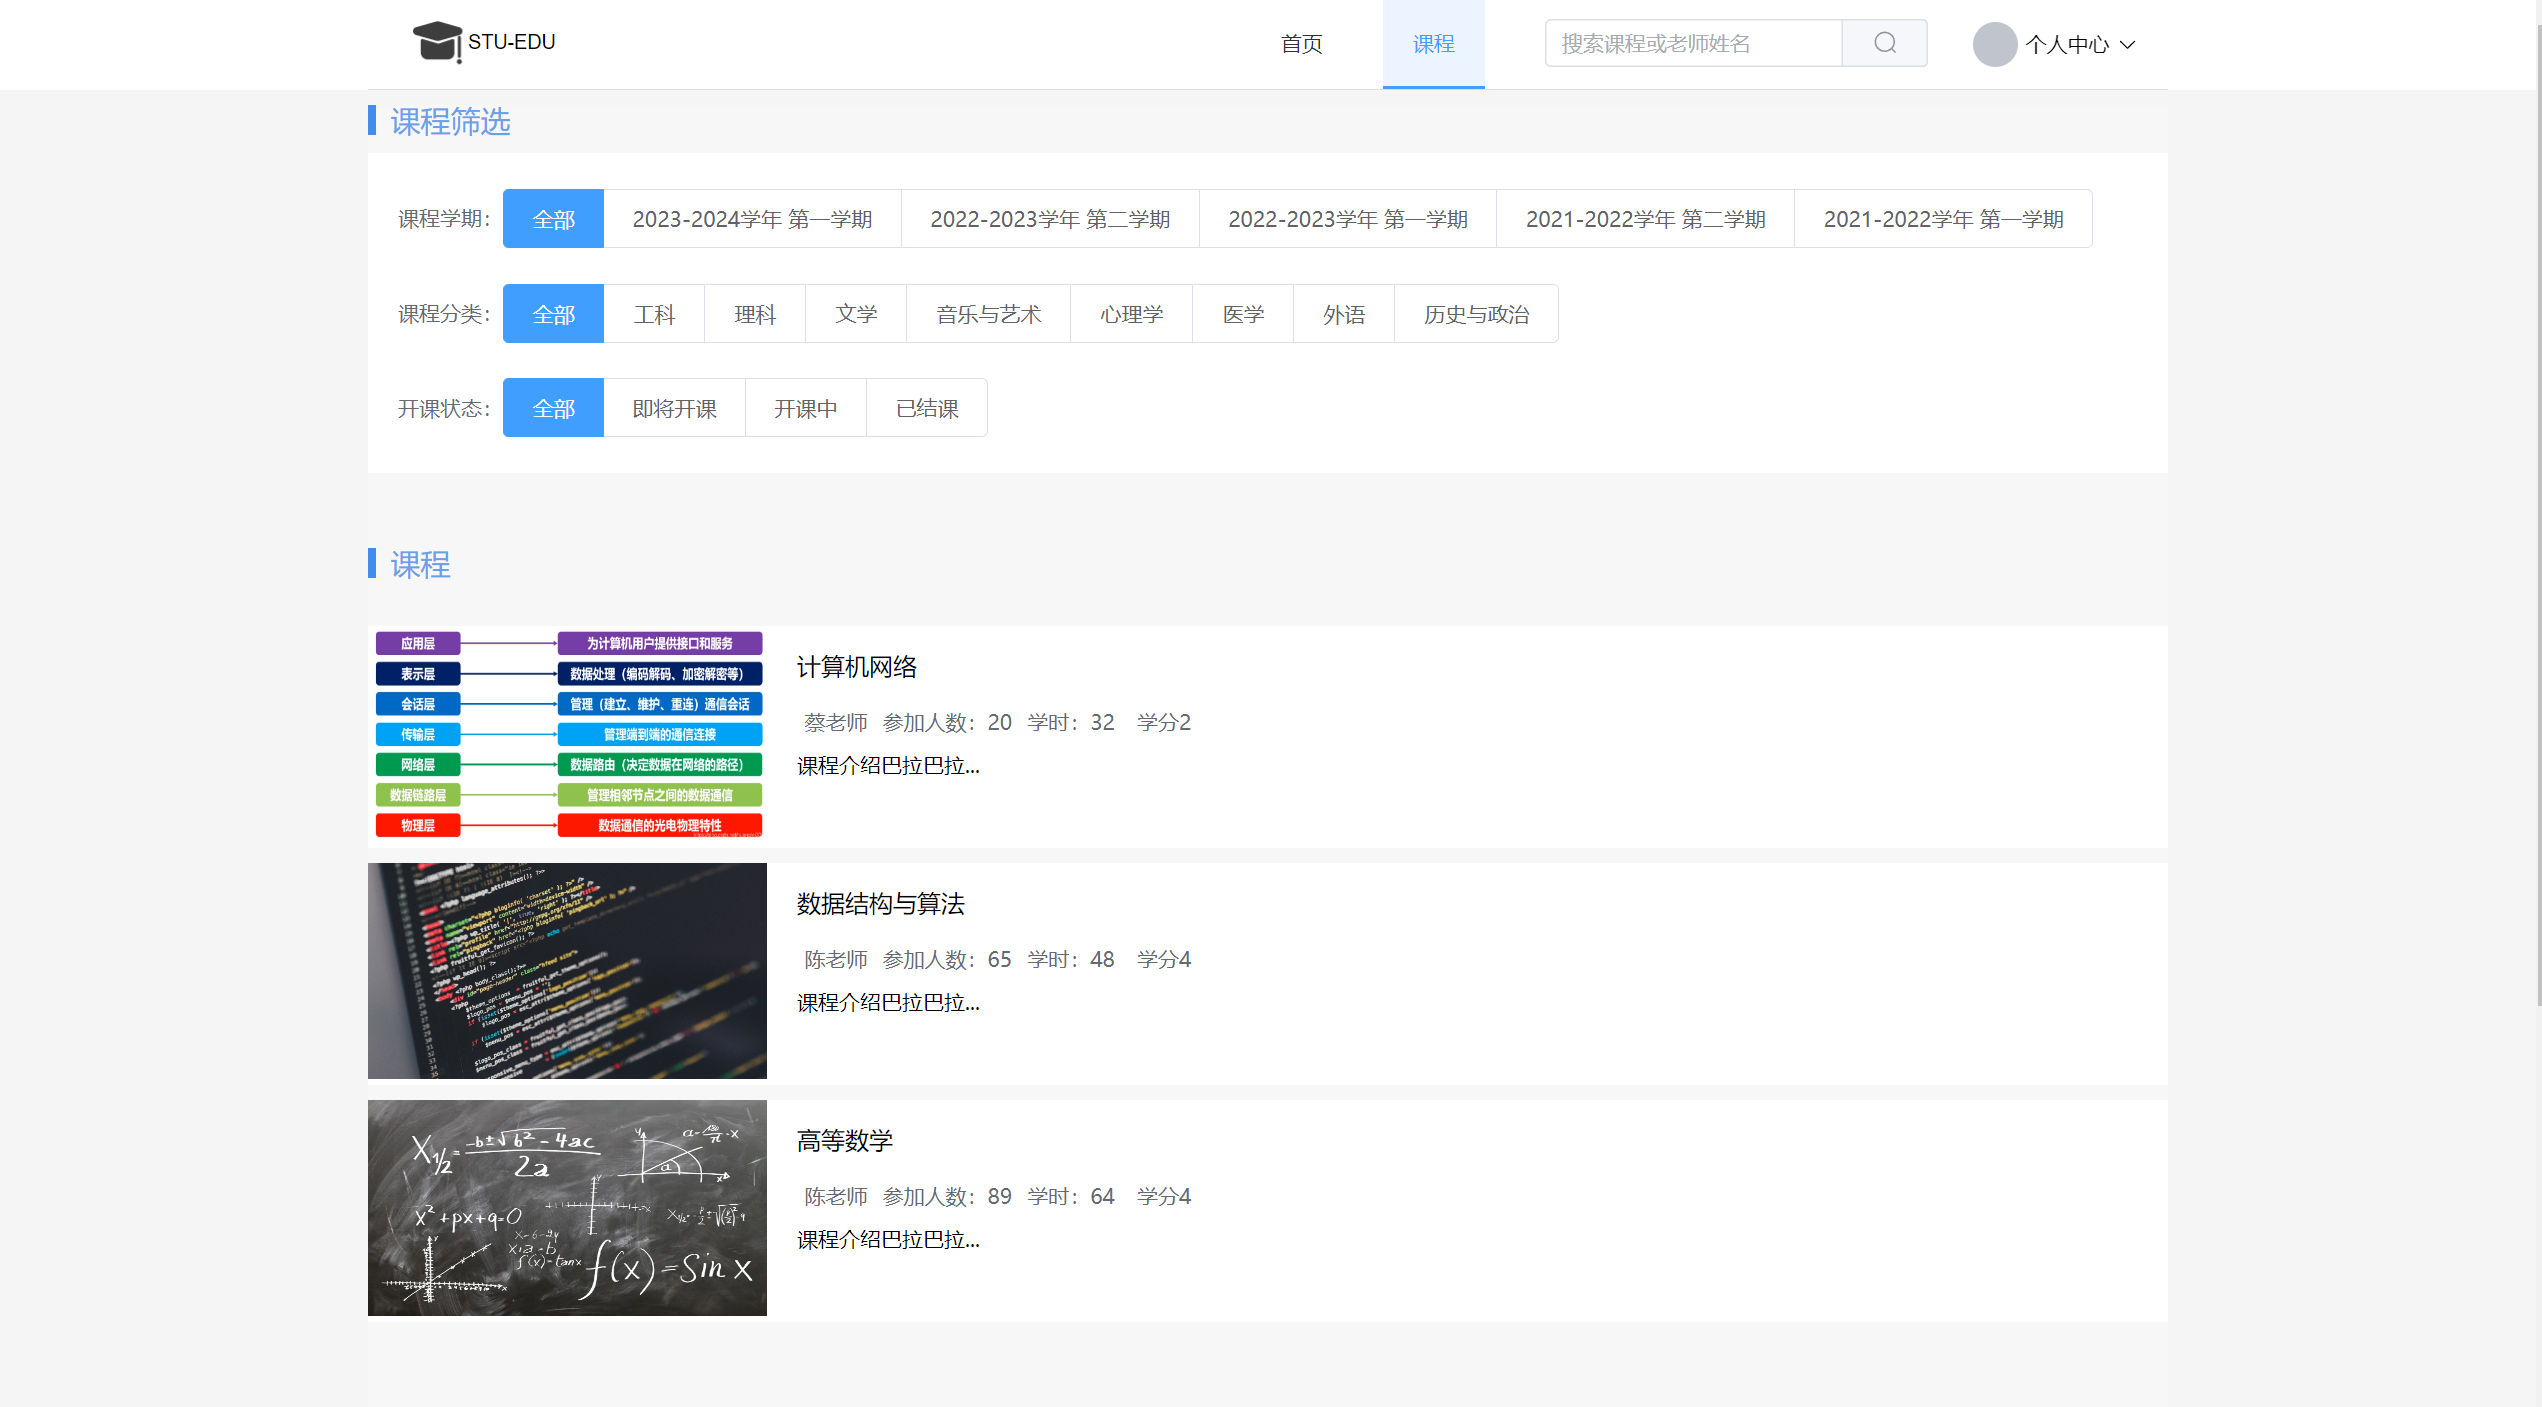 STU-EDU
首页
课程
搜索课程或老师姓名
个人中心
课程筛选
课程学期：
全部
2023-2024学年 第一学期
2022-2023学年 第二学期
2022-2023学年 第一学期
2021-2022学年 第二学期
2021-2022学年 第一学期
课程分类：
全部
工科
理科
文学
音乐与艺术
心理学
医学
外语
历史与政治
开课状态：
全部
即将开课
开课中
已结课
课程
应用层
为计算机用户提供接口和服务
表示层
数据处理（编码解码、加密解密等）
会话层
管理（建立、维护、重连）通信会话
传输层
管理端到端的通信连接
网络层
数据路由（决定数据在网络的路径）
数据链路层
管理相邻节点之间的数据通信
物理层
数据通信的光电物理特性
计算机网络
蔡老师 参加人数：20 学时：32 学分2
课程介绍巴拉巴拉...
数据结构与算法
陈老师 参加人数：65 学时：48 学分4
课程介绍巴拉巴拉...
高等数学
陈老师 参加人数：89 学时：64 学分4
课程介绍巴拉巴拉...
X1/2 = -b±√b²-4ac
2a
x²+px+q=0
f(x)=tanx
f(x)=Sin x